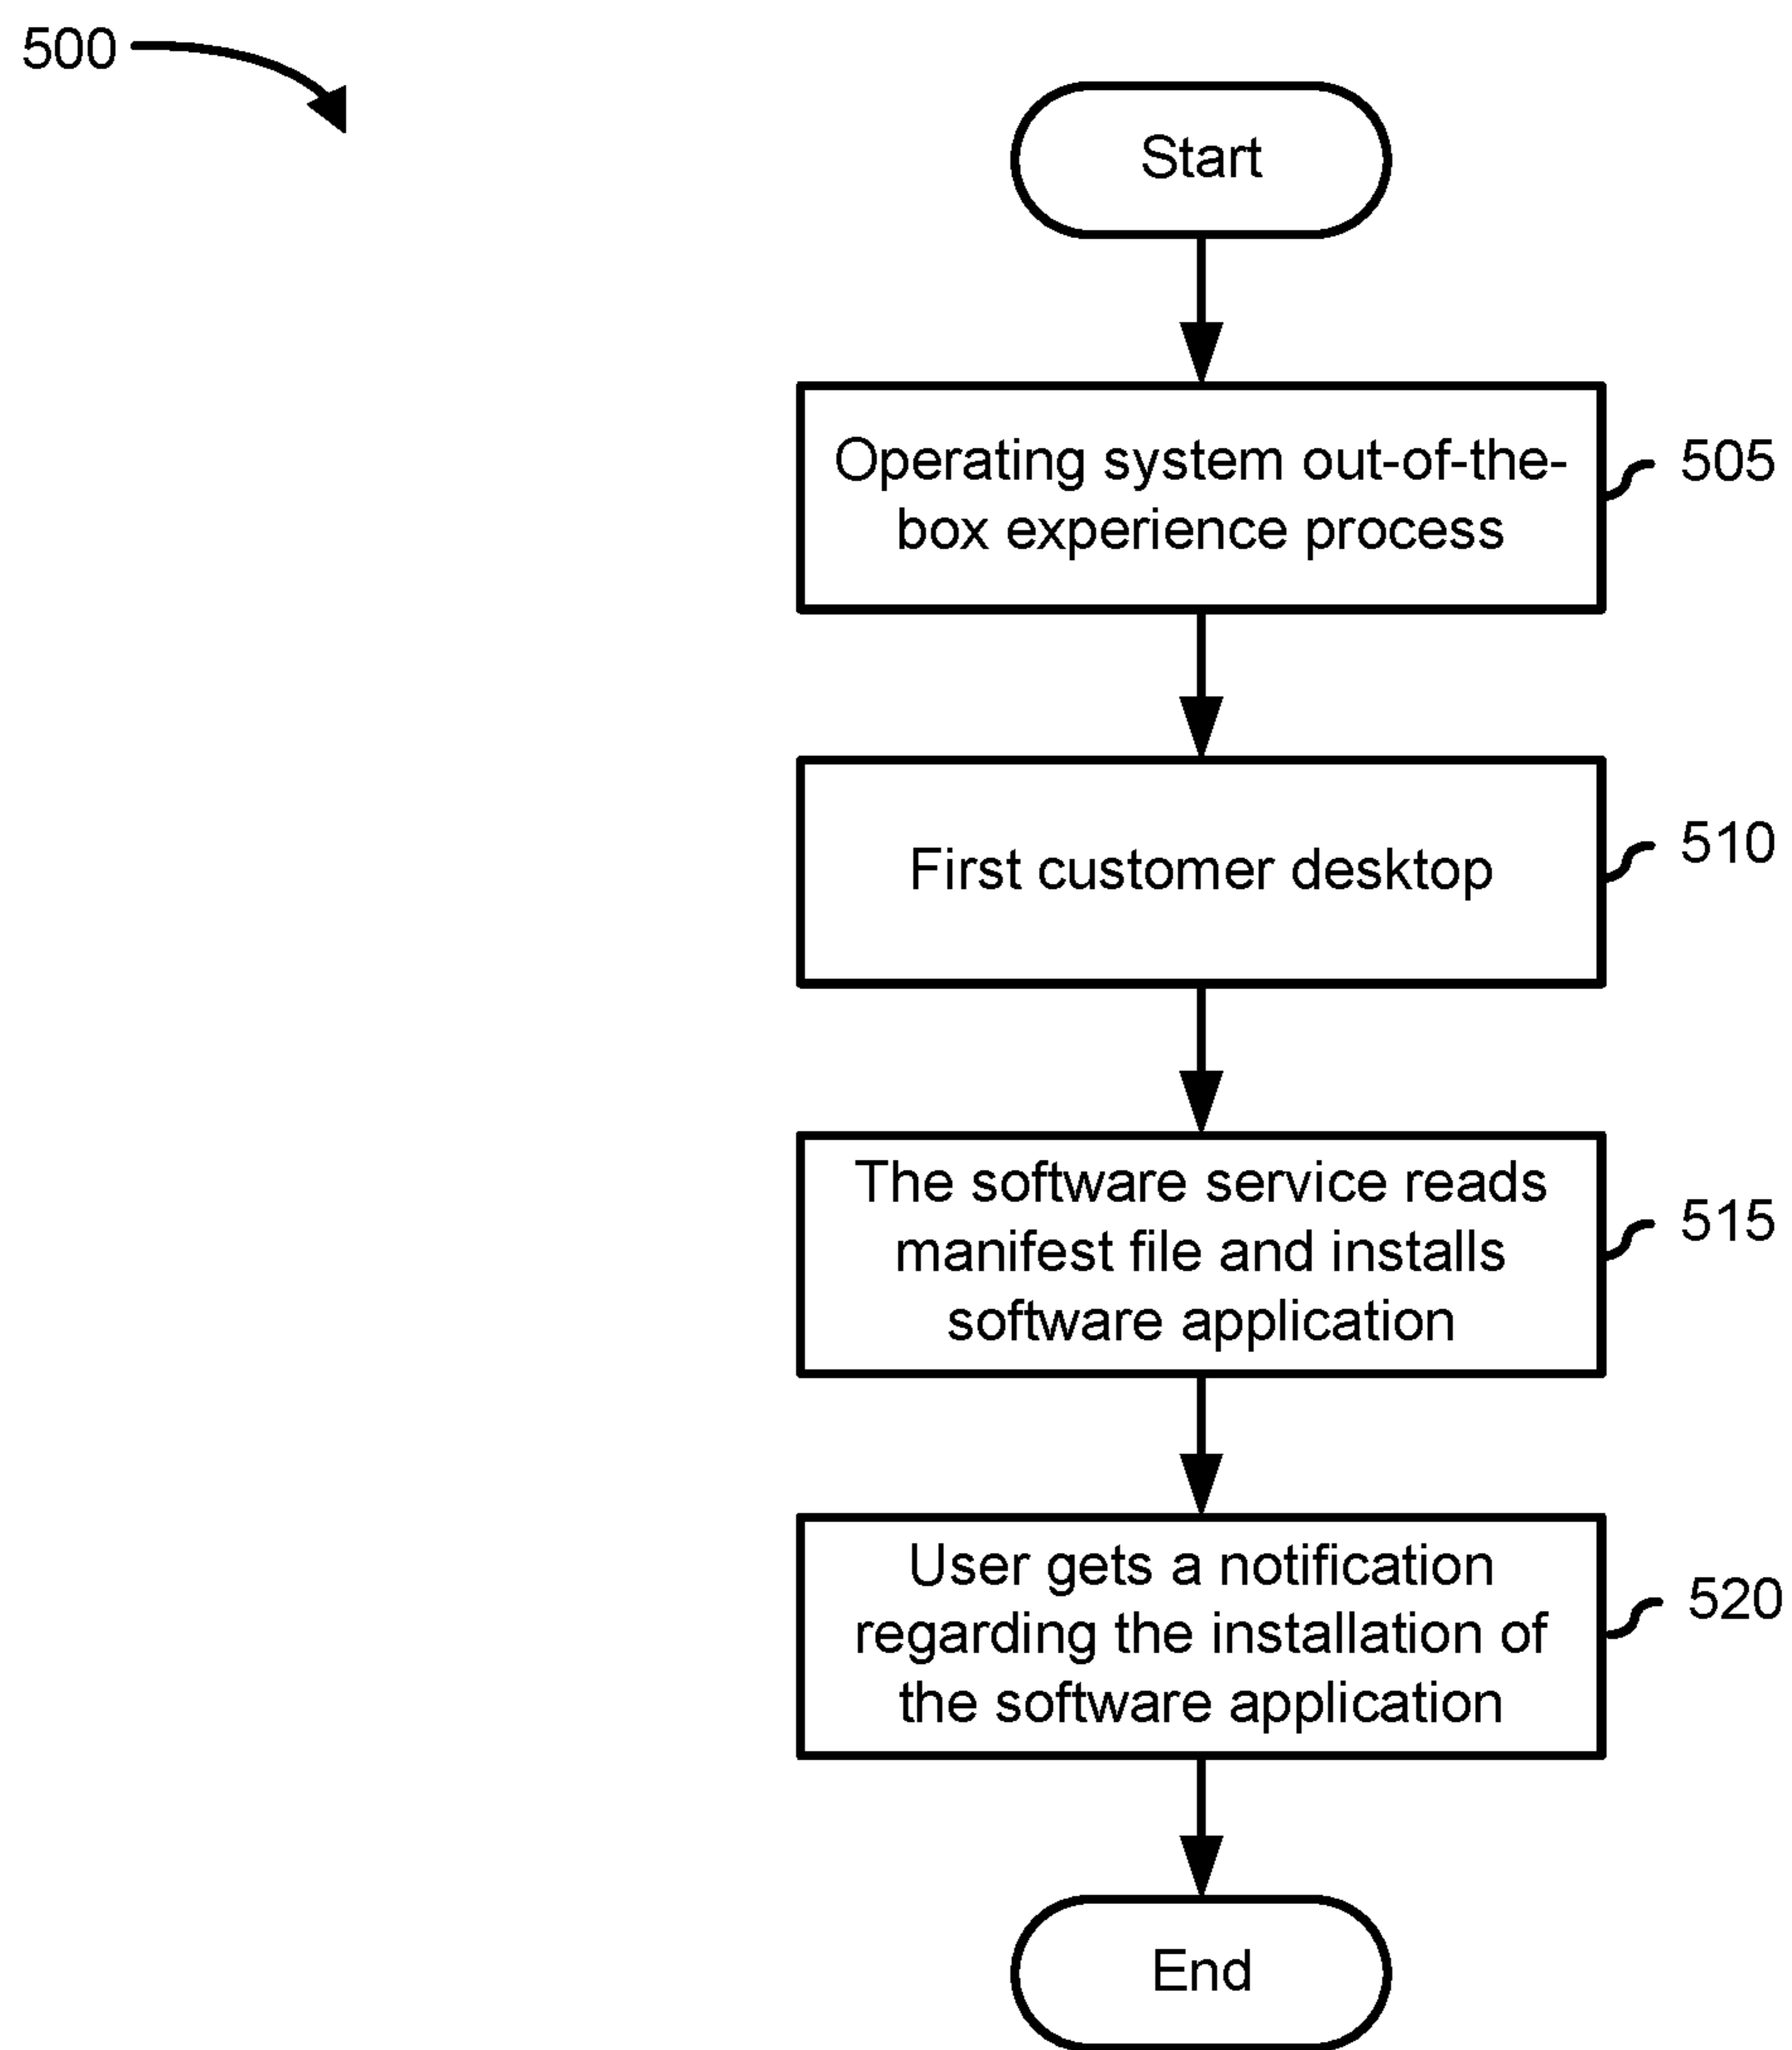 500
Start
Operating system out-of-the-
box experience process
505
First customer desktop
510
The software service reads
manifest file and installs
software application
515
User gets a notification
regarding the installation of
the software application
520
End